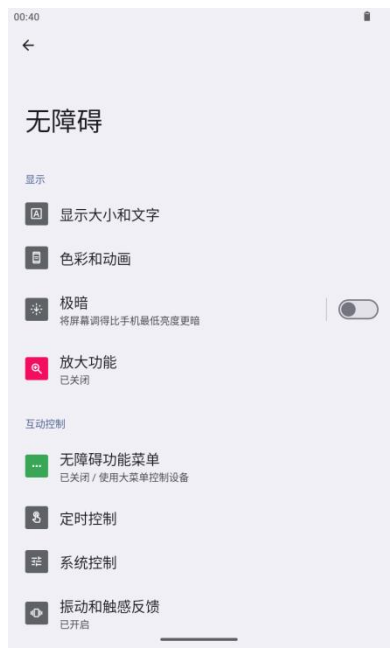 00:40
无障碍
显示
显示大小和文字
色彩和动画
极暗
将屏幕调得比手机最低亮度更暗
放大功能
已关闭
互动控制
无障碍功能菜单
已关闭 / 使用大菜单控制设备
定时控制
系统控制
振动和触感反馈
已开启